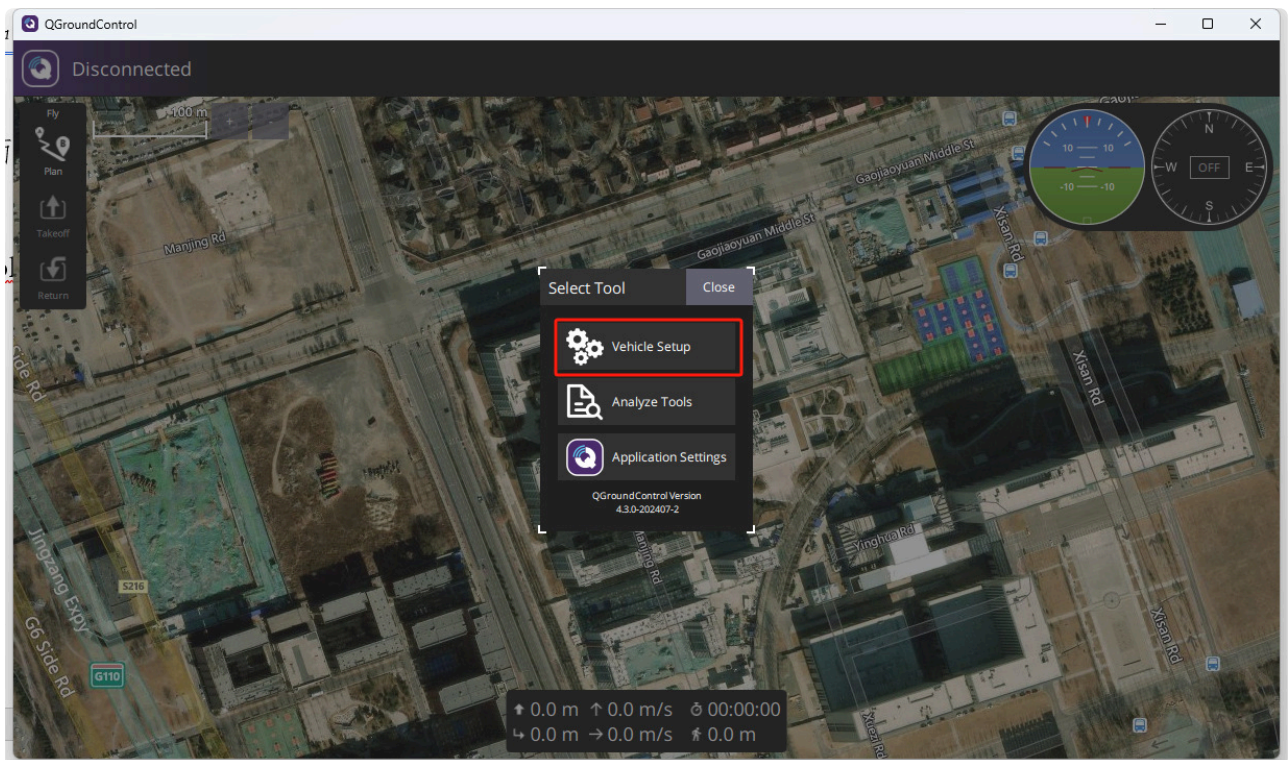 QGroundControl
Disconnected
Fly
100 m
+
Plan
Takeoff
Return
Manjing Rd
Gaojiaoyuan Middle St
Gaojiaoyuan Middle St
Xisan Rd
10 10
-10 -10
N
W OFF E
S
Select Tool Close
Vehicle Setup
Analyze Tools
Application Settings
QGroundControl Version
4.3.0-202407-2
Xisan Rd
Side Rd
Jingzang Expy
S216
G6 Side Rd
G110
Manjing Rd
Yinghua Rd
Xisan Rd
Xuezi Rd
0.0 m 0.0 m/s 00:00:00
0.0 m 0.0 m/s 0.0 m